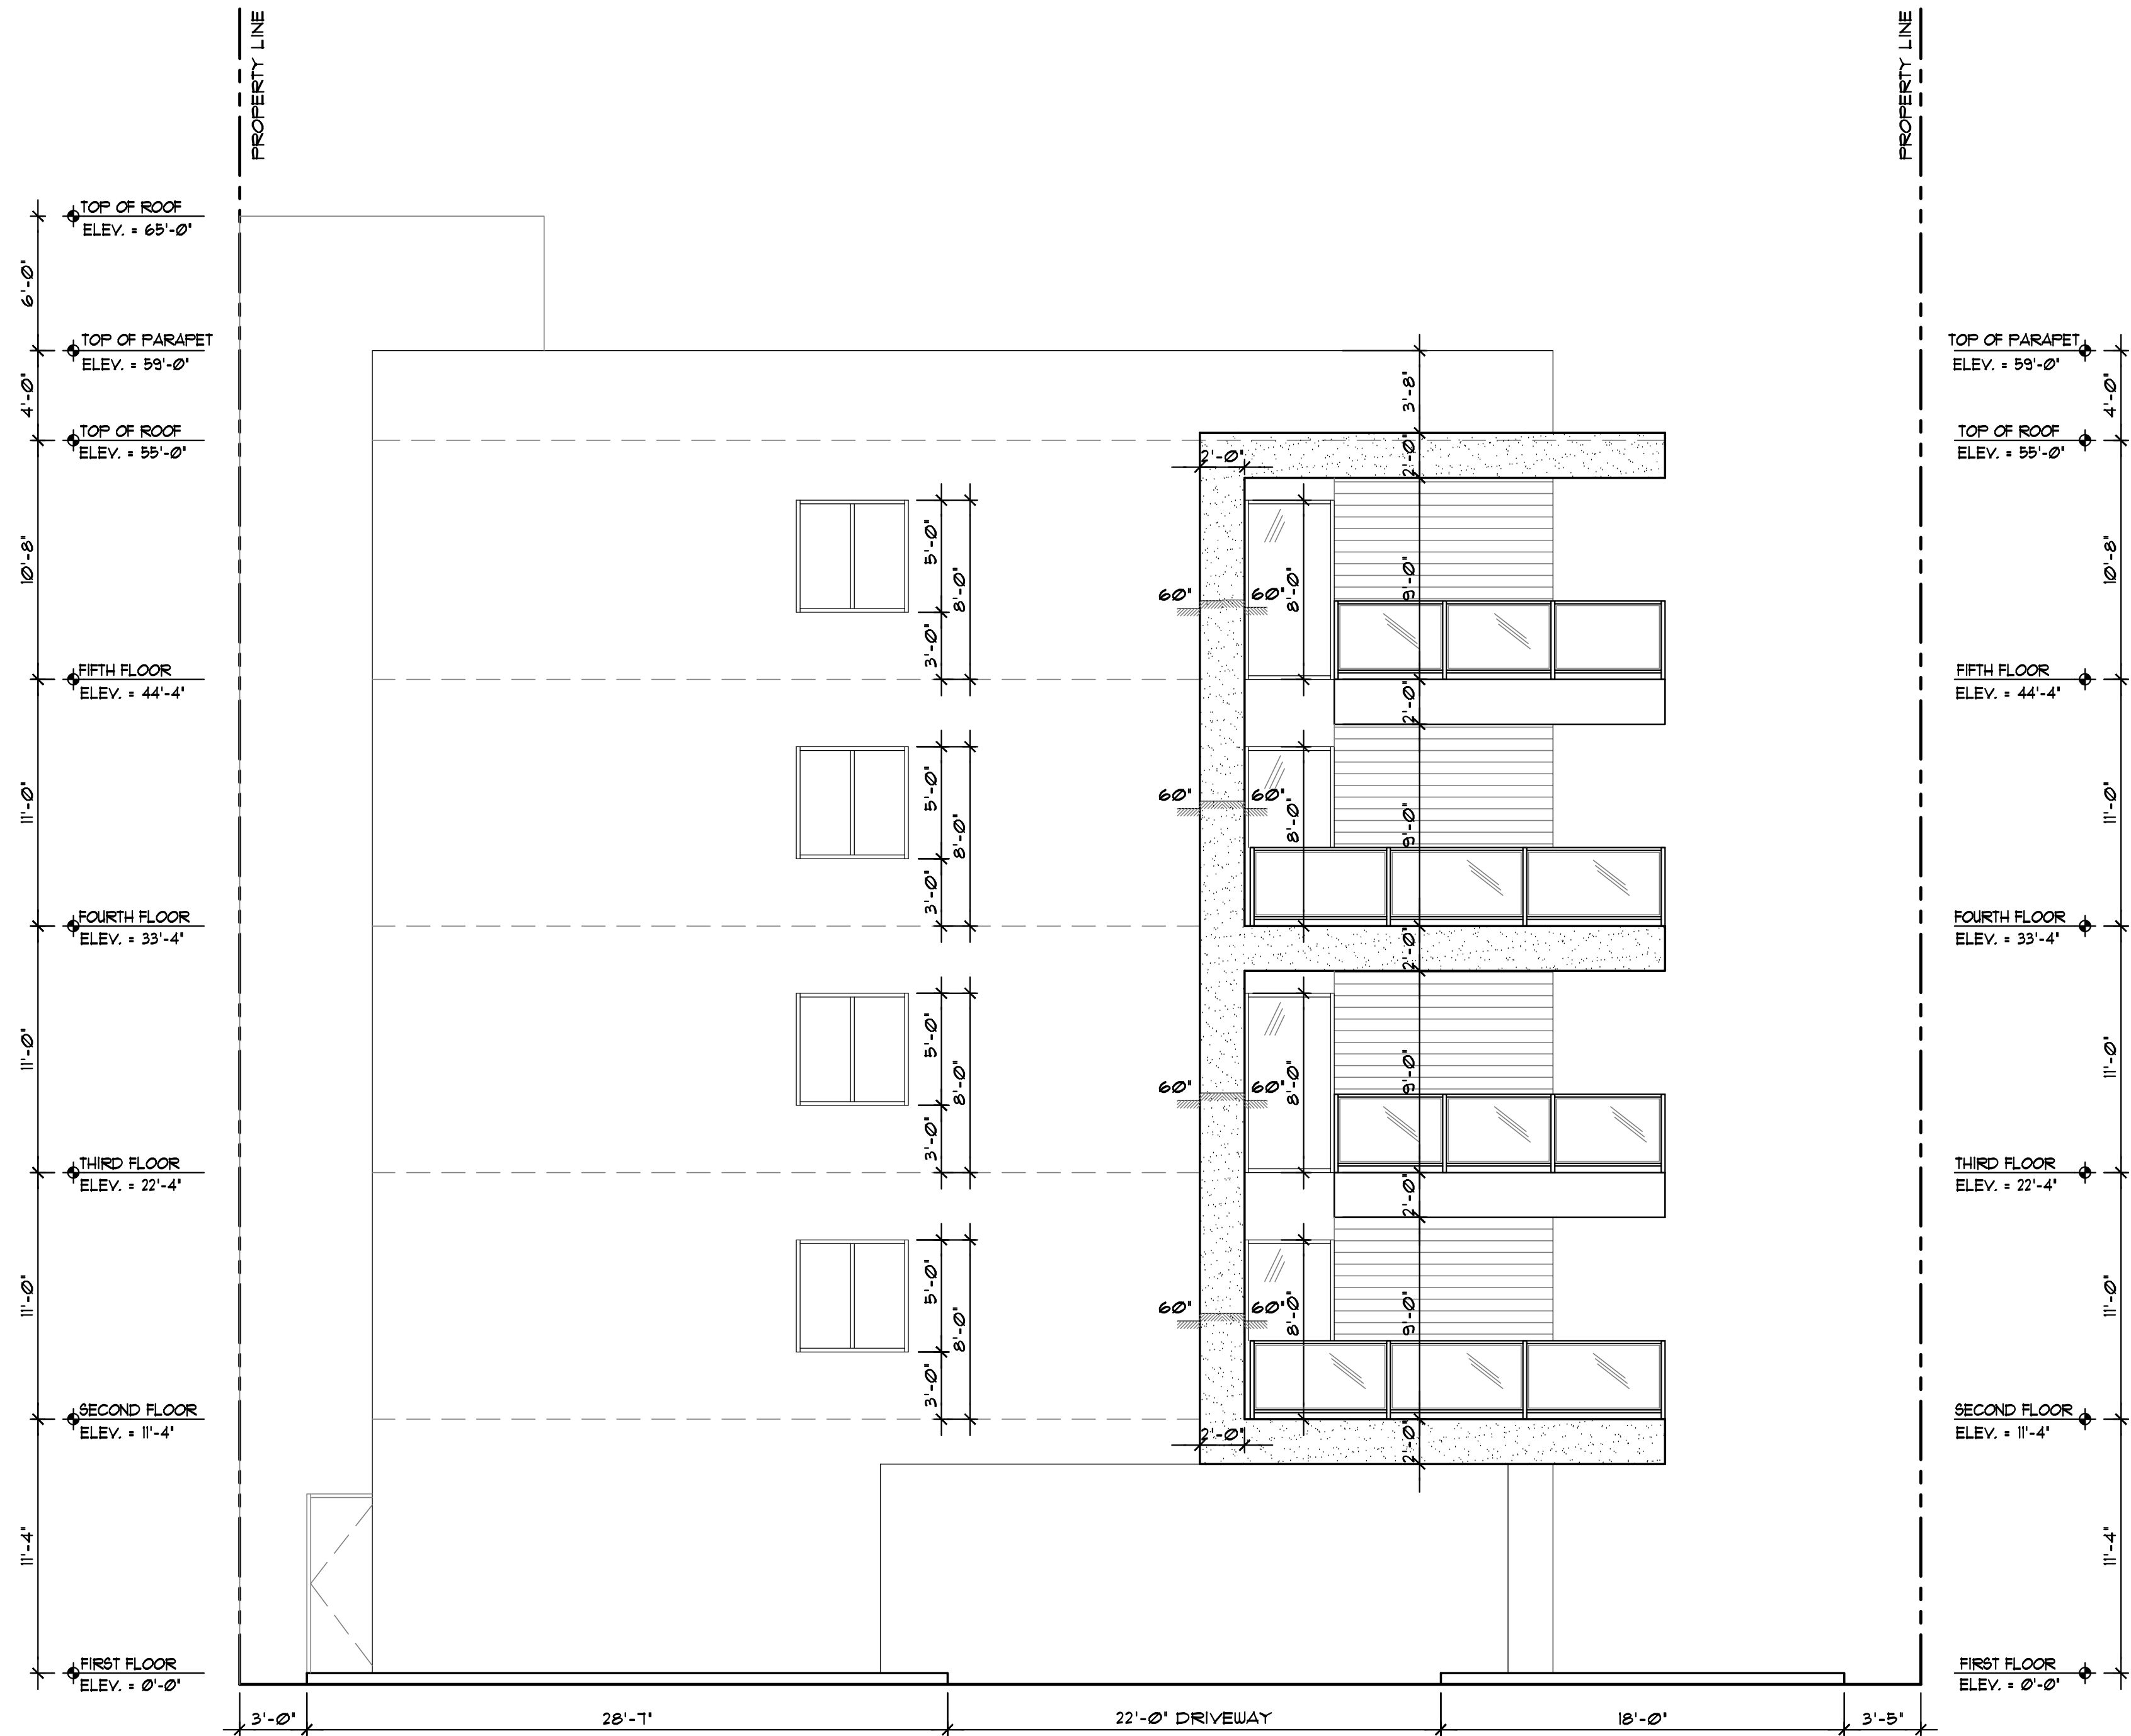 PROPERTY LINE
PROPERTY LINE
TOP OF ROOF
ELEV. = 65'-0"
6'-0"
TOP OF PARAPET
ELEV. = 59'-0"
4'-0"
TOP OF ROOF
ELEV. = 55'-0"
10'-8"
FIFTH FLOOR
ELEV. = 44'-4"
11'-0"
FOURTH FLOOR
ELEV. = 33'-4"
11'-0"
THIRD FLOOR
ELEV. = 22'-4"
11'-0"
SECOND FLOOR
ELEV. = 11'-4"
11'-4"
FIRST FLOOR
ELEV. = 0'-0"
5'-0"
8'-0"
3'-0"
5'-0"
8'-0"
3'-0"
5'-0"
8'-0"
3'-0"
5'-0"
8'-0"
3'-0"
3'-8"
2'-0"
2'-0"
60"
60"
8'-0"
9'-0"
2'-0"
60"
60"
8'-0"
9'-0"
2'-0"
60"
60"
8'-0"
9'-0"
2'-0"
60"
60"
8'-0"
9'-0"
2'-0"
2'-0"
TOP OF PARAPET
ELEV. = 59'-0"
4'-0"
TOP OF ROOF
ELEV. = 55'-0"
10'-8"
FIFTH FLOOR
ELEV. = 44'-4"
11'-0"
FOURTH FLOOR
ELEV. = 33'-4"
11'-0"
THIRD FLOOR
ELEV. = 22'-4"
11'-0"
SECOND FLOOR
ELEV. = 11'-4"
11'-4"
FIRST FLOOR
ELEV. = 0'-0"
3'-0"
28'-7"
22'-0" DRIVEWAY
18'-0"
3'-5"